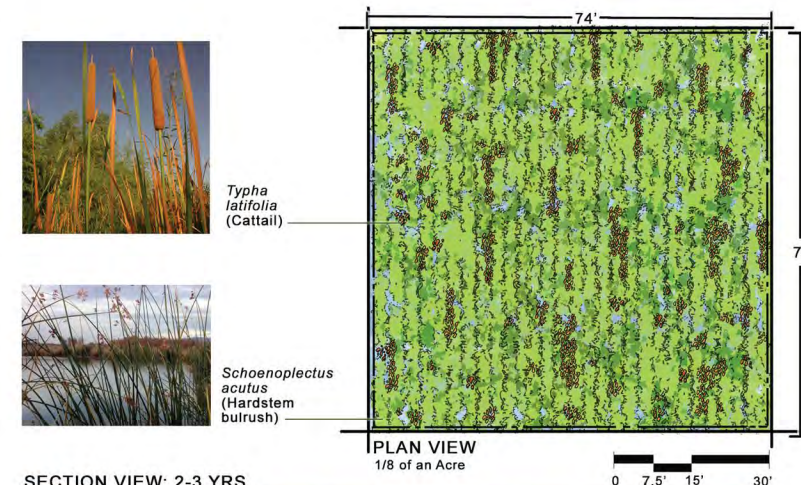 74'
Typha
latifolia
(Cattail)
Schoenoplectus
acutus
(Hardstem
bulrush)
PLAN VIEW
1/8 of an Acre
0 7.5' 15' 30'
SECTION VIEW: 2-3 YRS